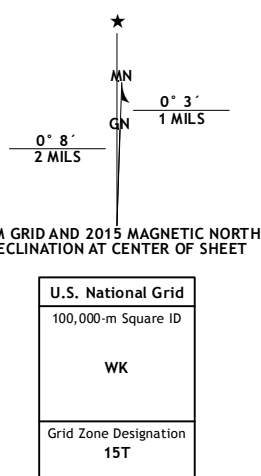 ★
MN
0° 3´
1 MILS
GN
0° 8´
2 MILS
M GRID AND 2015 MAGNETIC NORTH
ECLINATION AT CENTER OF SHEET
U.S. National Grid
100,000-m Square ID
WK
Grid Zone Designation
15T